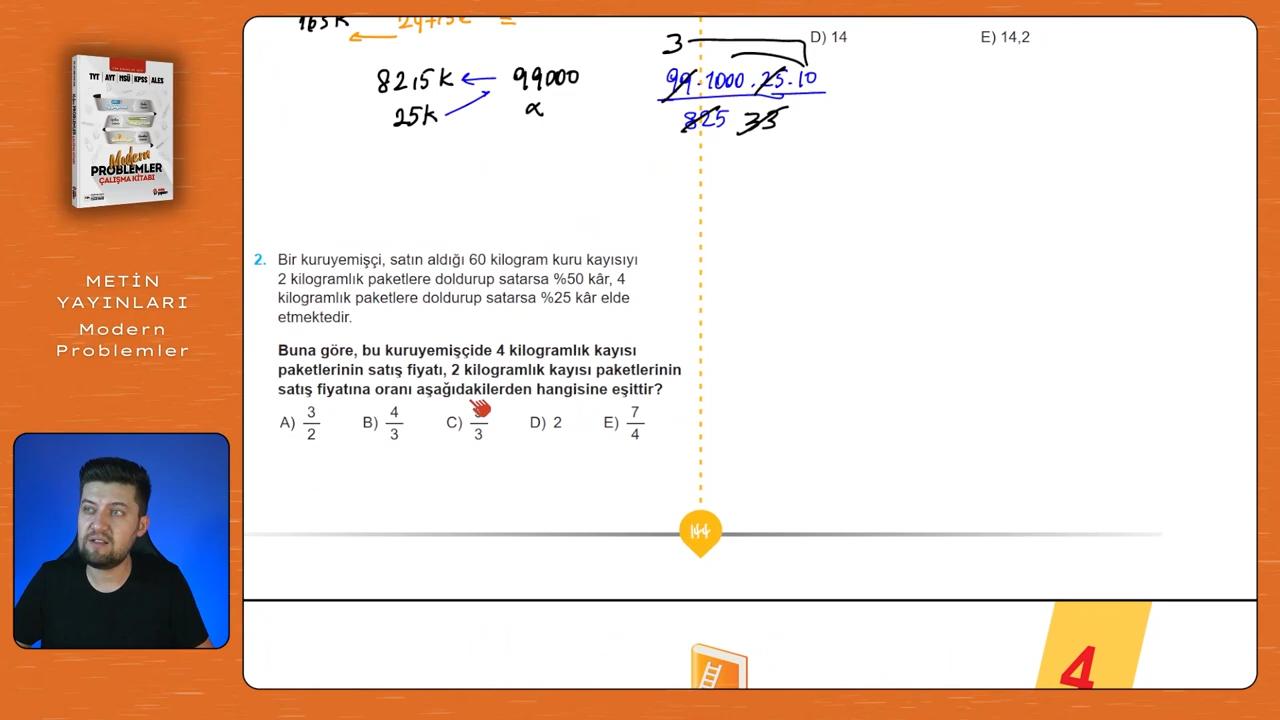 165k 24715t =
D) 14 E) 14,2
3
8215k 99000
25k α
99.1000.25.10
825 33
TYT AYT MSÜ KPSS ALES
Modern
PROBLEMLER
ÇALIŞMA KİTABI
METİN
YAYINLARI
Modern
Problemler
2. Bir kuruyemişçi, satın aldığı 60 kilogram kuru kayısıyı
2 kilogramlık paketlere doldurup satarsa %50 kâr, 4
kilogramlık paketlere doldurup satarsa %25 kâr elde
etmektedir.
Buna göre, bu kuruyemişçide 4 kilogramlık kayısı
paketlerinin satış fiyatı, 2 kilogramlık kayısı paketlerinin
satış fiyatına oranı aşağıdakilerden hangisine eşittir?
A) 3/2 B) 4/3 C) 5/3 D) 2 E) 7/4
144
4